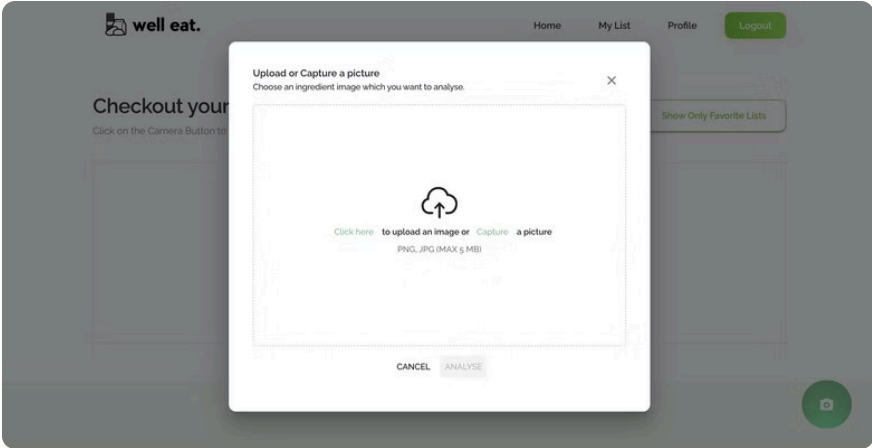 well eat.
Home My List Profile Logout
Upload or Capture a picture
Choose an ingredient image which you want to analyse.
Checkout your
Click on the Camera Button to
Show Only Favorite Lists
Click here to upload an image or Capture a picture
PNG, JPG (MAX 5 MB)
CANCEL ANALYSE